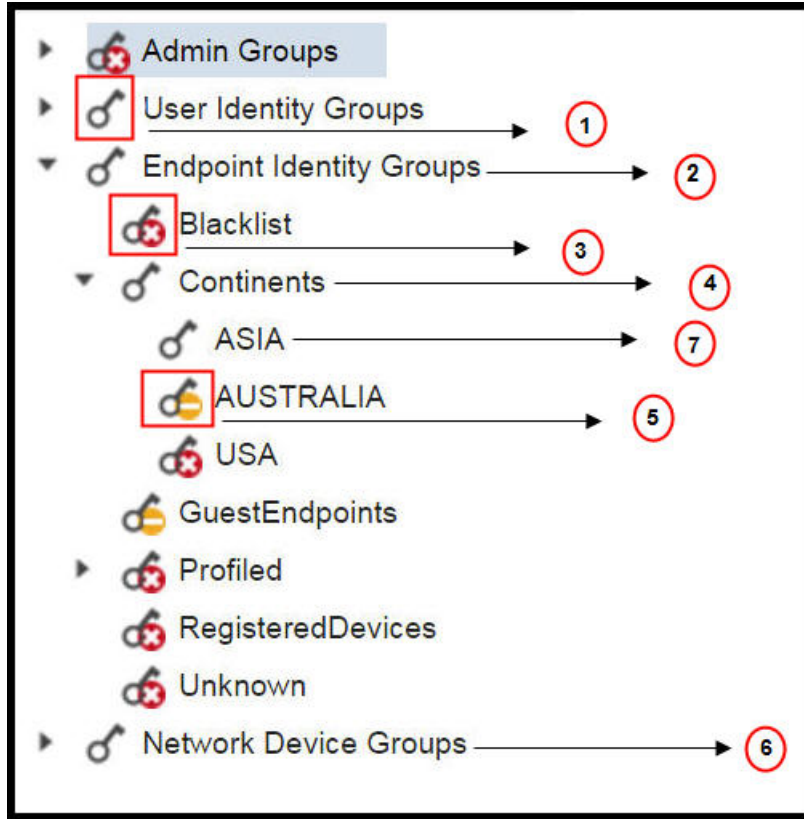 Admin Groups
User Identity Groups 1
Endpoint Identity Groups 2
Blacklist 3
Continents 4
ASIA 7
AUSTRALIA 5
USA
GuestEndpoints
Profiled
RegisteredDevices
Unknown
Network Device Groups 6